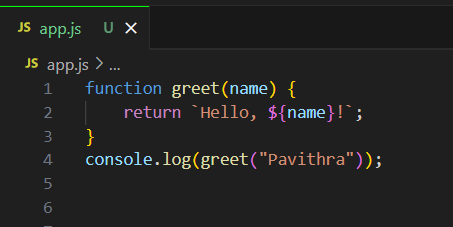 JS app.js U ×
JS app.js > ...
1 function greet(name) {
2     return `Hello, ${name}!`;
3 }
4 console.log(greet("Pavithra"));
5
6